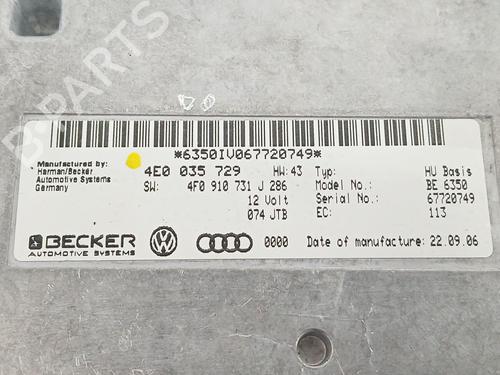 B-PARTS
*6350IV067720749*
Manufactured by:
Harman/Becker
Automotive Systems
Germany
4E0 035 729 HW:43
SW: 4F0 910 731 J 286
12 Volt
074 JTB
Typ: HU Basis
Model No.: BE 6350
Serial No.: 67720749
EC: 113
BECKER
AUTOMOTIVE SYSTEMS
0000 Date of manufacture: 22.09.06